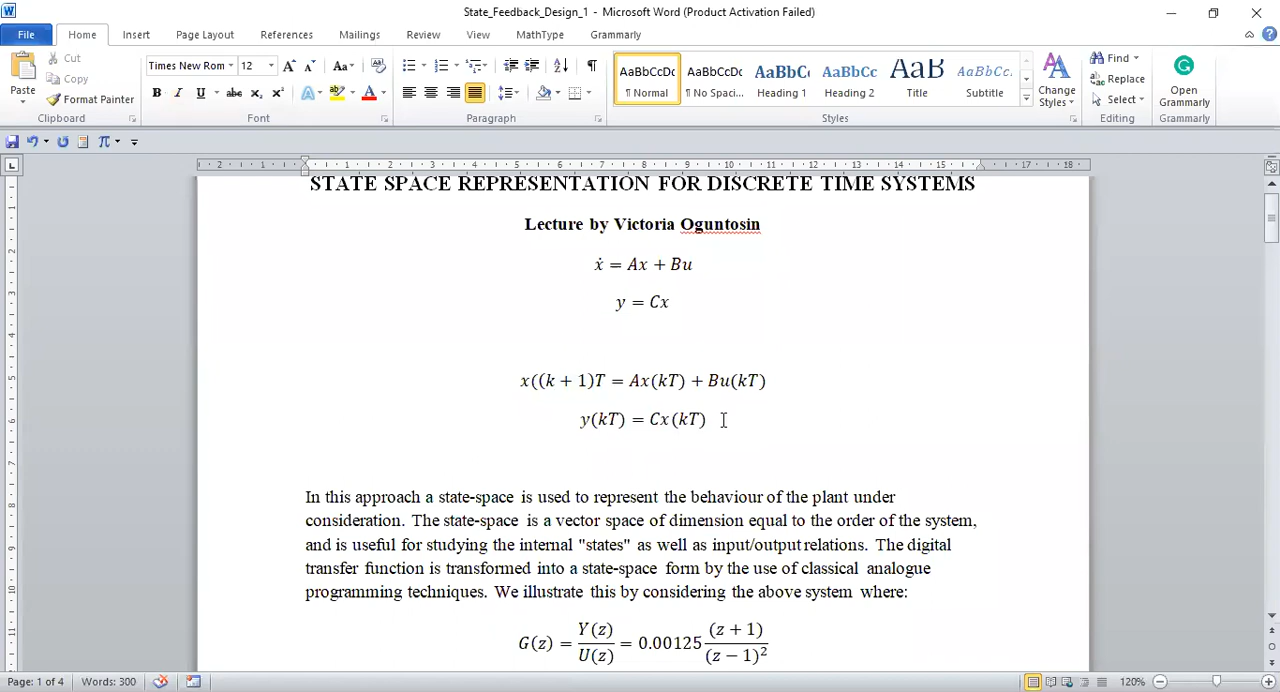 State_Feedback_Design_1 - Microsoft Word (Product Activation Failed)
File Home Insert Page Layout References Mailings Review View MathType Grammarly
Cut
Copy
Format Painter
Paste
Clipboard
Times New Rom 12
Font
Paragraph
AaBbCcDc AaBbCcDc AaBbC AaBbCc AaB AaBbCc.
¶ Normal ¶ No Spaci... Heading 1 Heading 2 Title Subtitle
Styles
Change
Styles
Find
Replace
Select
Editing
Open
Grammarly
Grammarly
STATE SPACE REPRESENTATION FOR DISCRETE TIME SYSTEMS
Lecture by Victoria Oguntosin
ẋ = Ax + Bu
y = Cx
x((k + 1)T = Ax(kT) + Bu(kT)
y(kT) = Cx(kT)
In this approach a state-space is used to represent the behaviour of the plant under
consideration. The state-space is a vector space of dimension equal to the order of the system,
and is useful for studying the internal "states" as well as input/output relations. The digital
transfer function is transformed into a state-space form by the use of classical analogue
programming techniques. We illustrate this by considering the above system where:
G(z) = Y(z)/U(z) = 0.00125 (z + 1)/(z − 1)²
Page: 1 of 4 Words: 300 120%